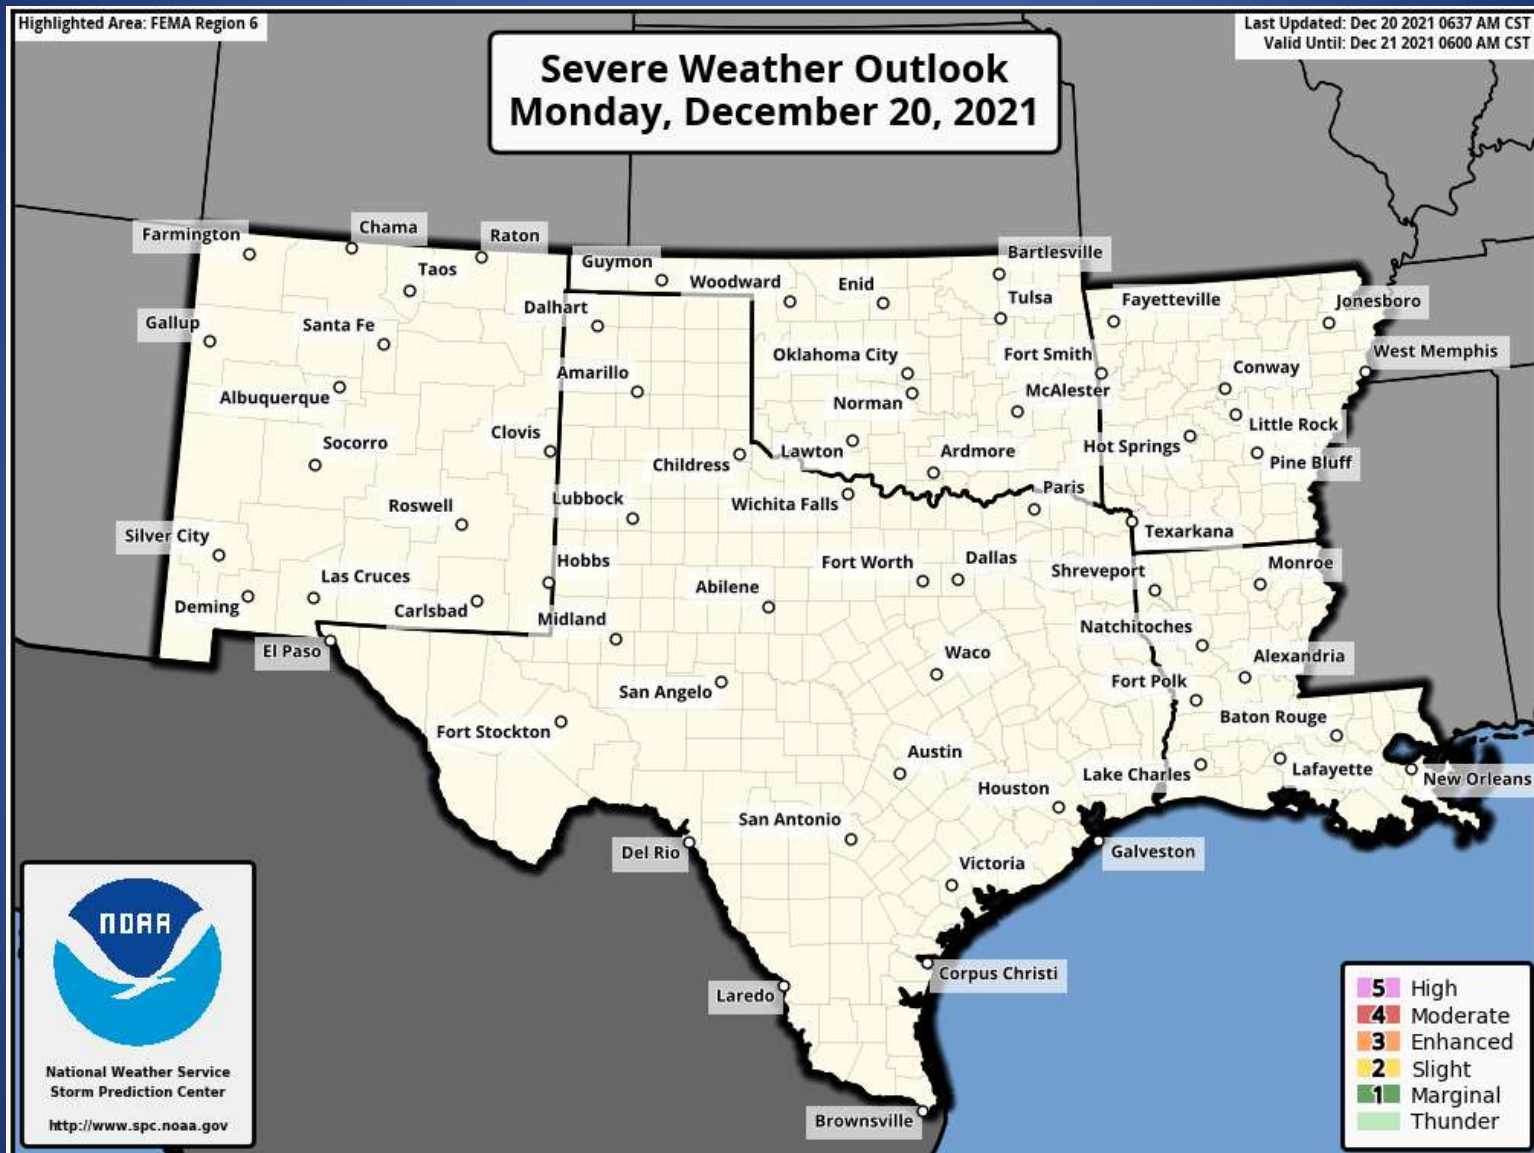 Highlighted Area: FEMA Region 6
Last Updated: Dec 20 2021 0637 AM CST
Valid Until: Dec 21 2021 0600 AM CST
Severe Weather Outlook
Monday, December 20, 2021
Farmington
Chama
Raton
Taos
Guymon
Woodward
Enid
Bartlesville
Tulsa
Fayetteville
Jonesboro
Gallup
Santa Fe
Dalhart
Oklahoma City
Fort Smith
West Memphis
Conway
Albuquerque
Amarillo
Norman
McAlester
Little Rock
Socorro
Clovis
Childress
Lawton
Ardmore
Hot Springs
Pine Bluff
Roswell
Lubbock
Wichita Falls
Paris
Texarkana
Silver City
Hobbs
Fort Worth
Dallas
Shreveport
Monroe
Las Cruces
Deming
Carlsbad
Abilene
Midland
Natchitoches
El Paso
San Angelo
Waco
Alexandria
Fort Polk
Fort Stockton
Baton Rouge
Austin
Houston
Lake Charles
Lafayette
New Orleans
San Antonio
Del Rio
Galveston
Victoria
Laredo
Corpus Christi
Brownsville
NOAA
National Weather Service
Storm Prediction Center
http://www.spc.noaa.gov
5 High
4 Moderate
3 Enhanced
2 Slight
1 Marginal
Thunder